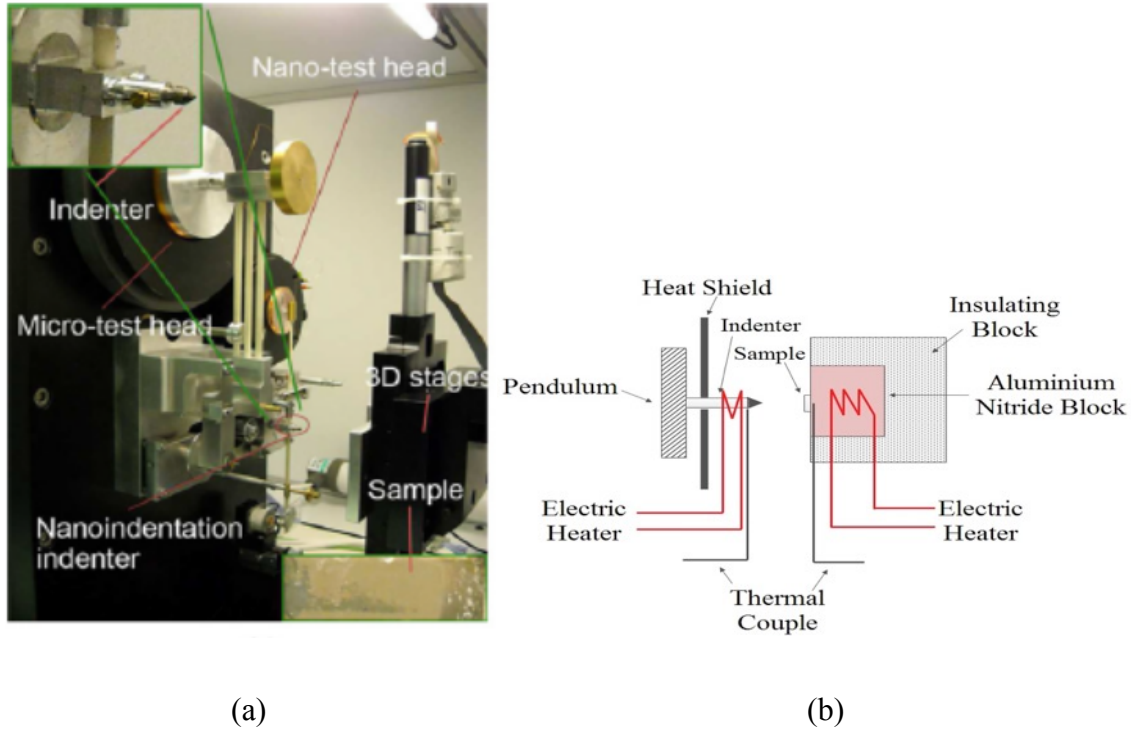 Nano-test head
Indenter
Micro-test head
3D stages
Sample
Nanoindentation
indenter
(a)
Heat Shield
Indenter
Sample
Pendulum
Insulating
Block
Aluminium
Nitride Block
Electric
Heater
Electric
Heater
Thermal
Couple
(b)